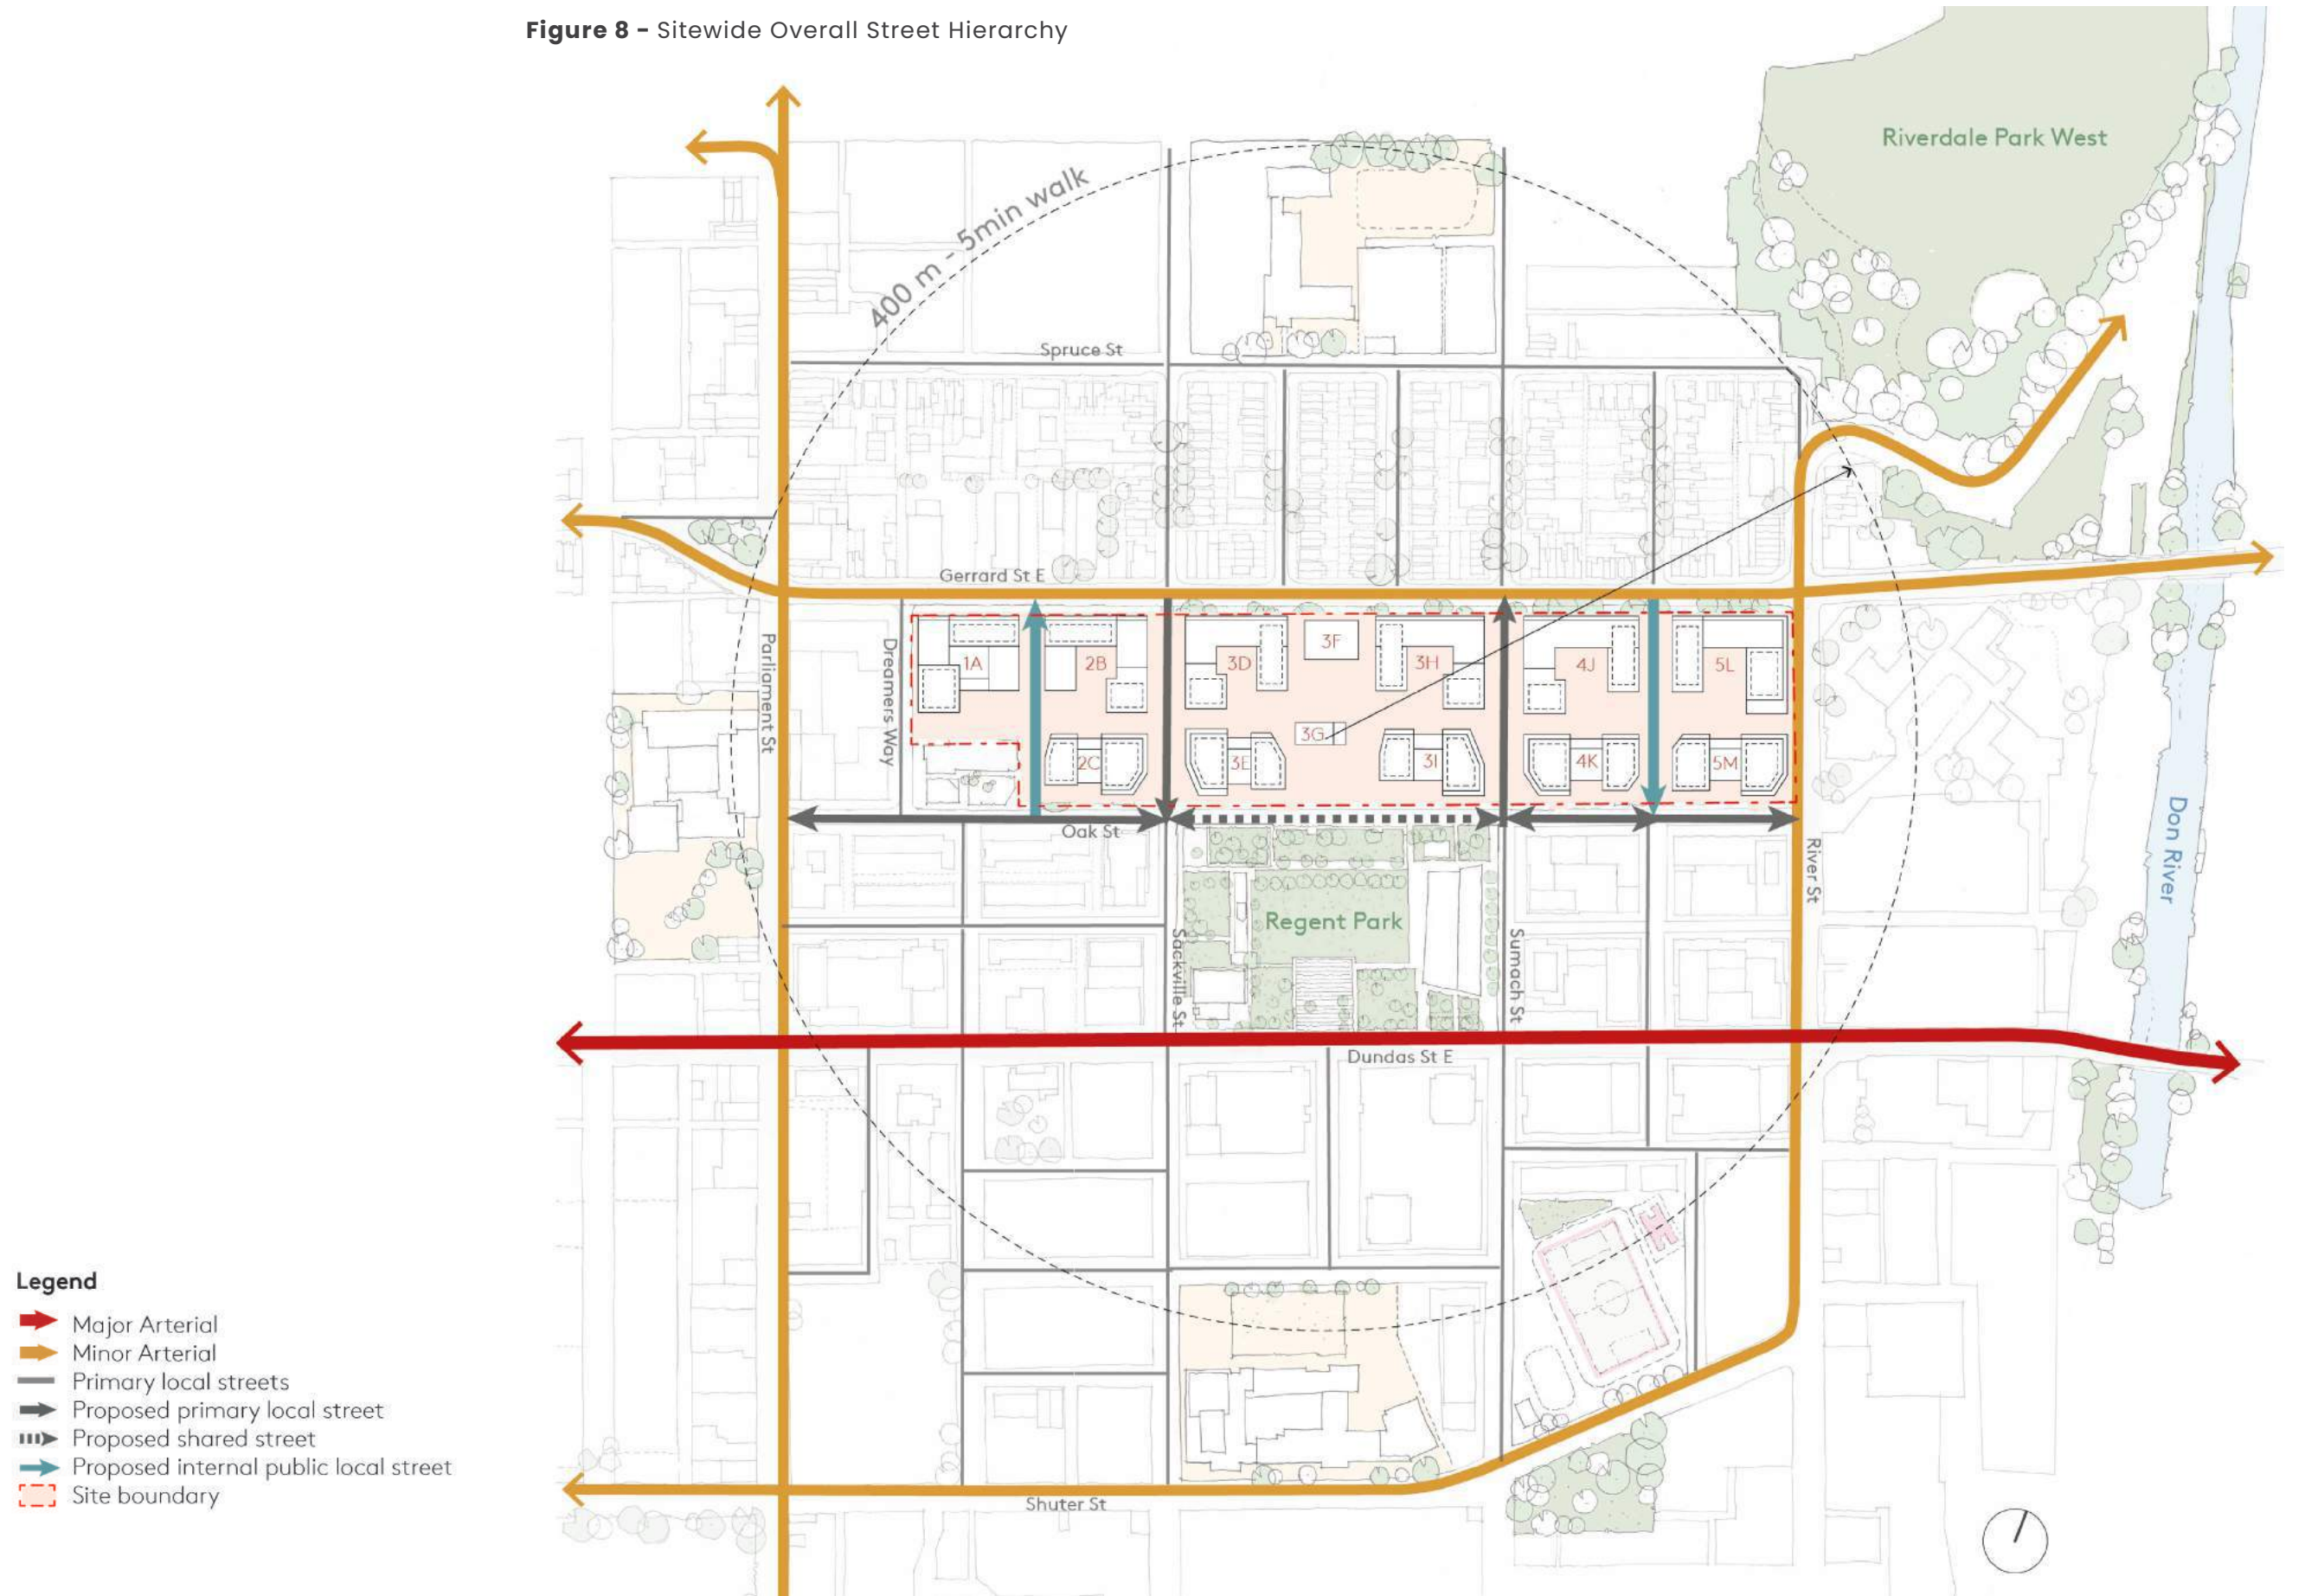 Figure 8 - Sitewide Overall Street Hierarchy
Riverdale Park West
400 m - 5min walk
Spruce St
Gerrard St E
Parliament St
Dreamers Way
1A
2B
2C
3D
3E
3F
3G
3H
3I
4J
4K
5L
5M
Oak St
Regent Park
Sackville St
Sumach St
River St
Don River
Dundas St E
Shuter St
Legend
Major Arterial
Minor Arterial
Primary local streets
Proposed primary local street
Proposed shared street
Proposed internal public local street
Site boundary